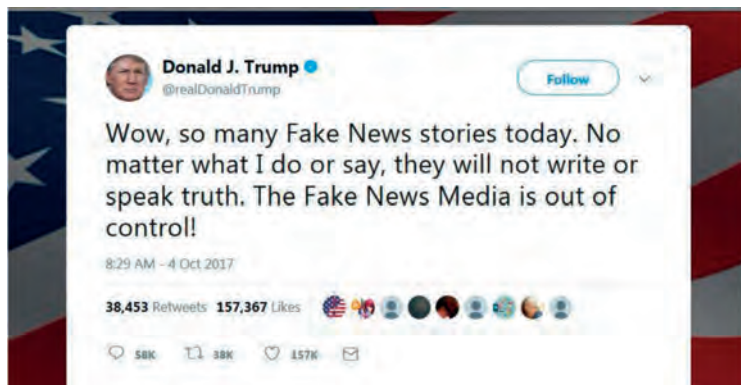 Donald J. Trump
@realDonaldTrump
Follow
Wow, so many Fake News stories today. No
matter what I do or say, they will not write or
speak truth. The Fake News Media is out of
control!
8:29 AM - 4 Oct 2017
38,453 Retweets 157,367 Likes
58K 38K 157K